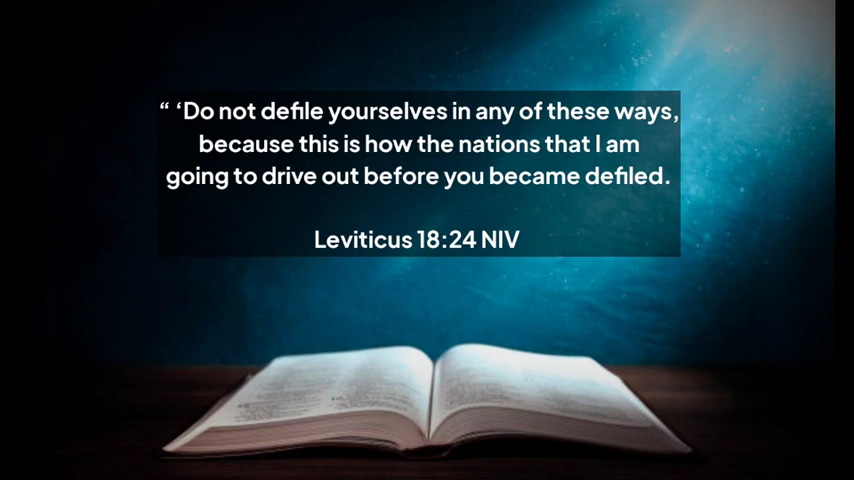 “ ‘Do not defile yourselves in any of these ways,
because this is how the nations that I am
going to drive out before you became defiled.
Leviticus 18:24 NIV